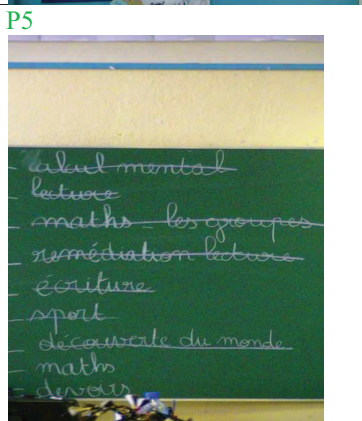 P5
- calcul mental
- lecture
- maths - les groupes
- remédiation lecture
- écriture
- sport
- découverte du monde
- maths
- devoirs